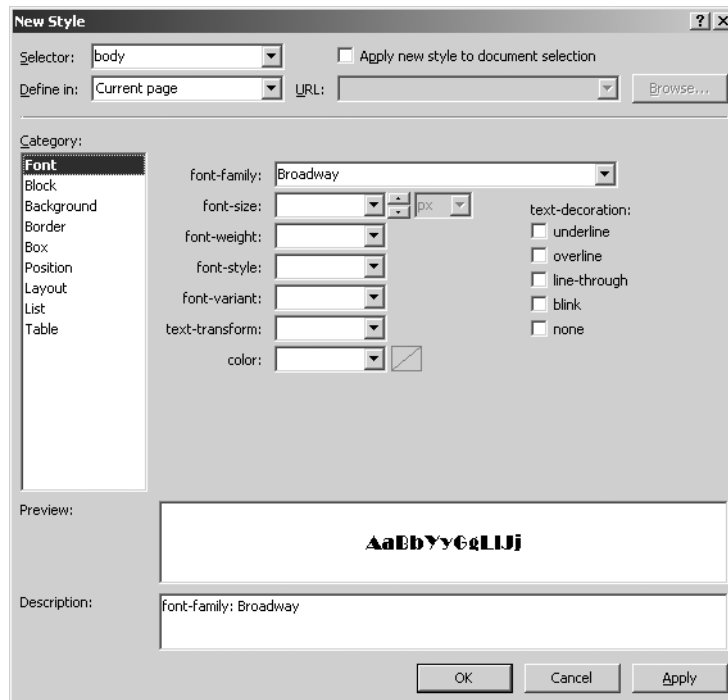 New Style
Selector: body Apply new style to document selection
Define in: Current page URL: Browse...
Category:
Font
Block
Background
Border
Box
Position
Layout
List
Table
font-family: Broadway
font-size: px
font-weight:
font-style:
font-variant:
text-transform:
color:
text-decoration:
underline
overline
line-through
blink
none
Preview:
AaBbYyGgLlJj
Description:
font-family: Broadway
OK Cancel Apply